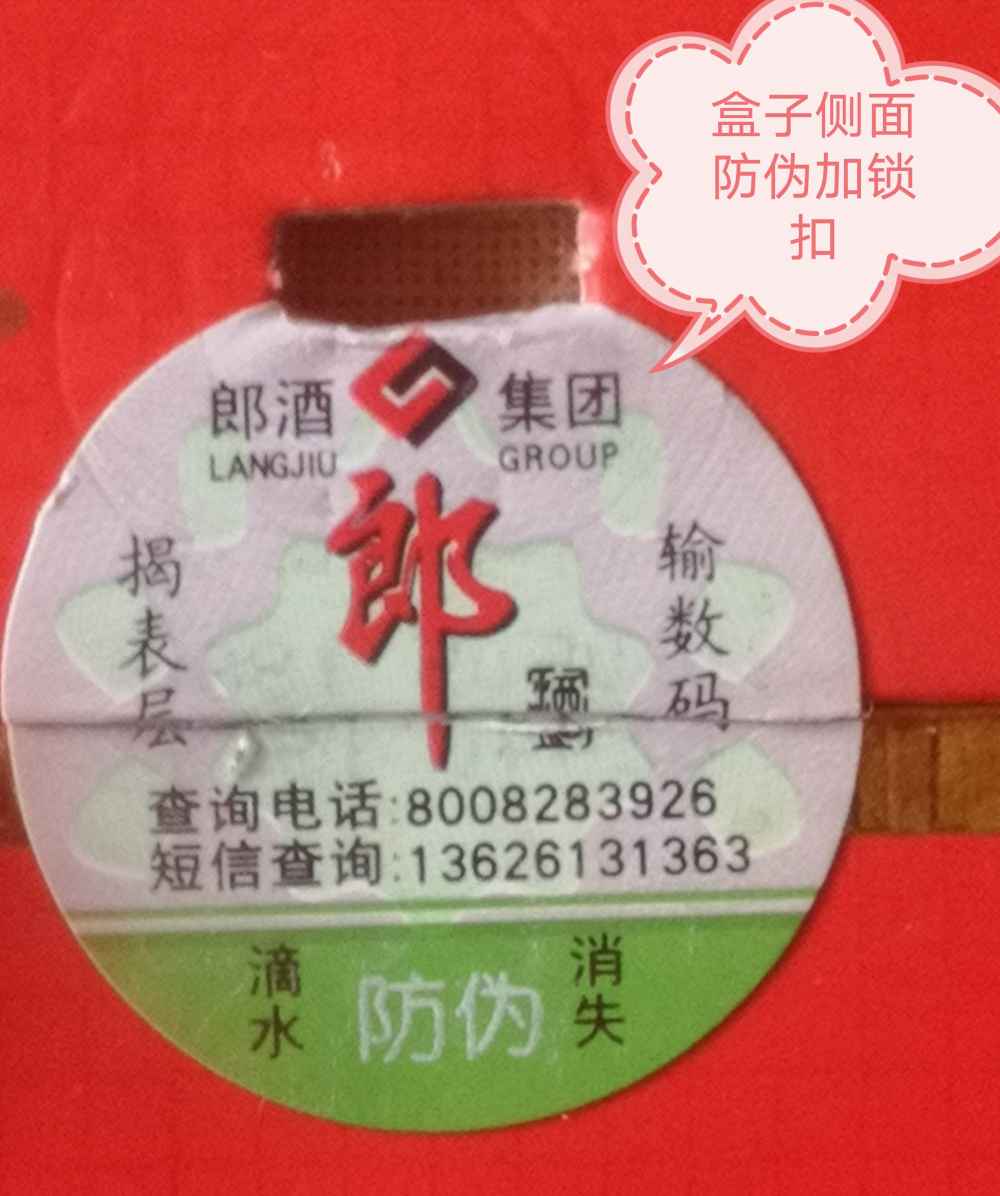 盒子侧面
防伪加锁
扣
郎酒 集团
LANGJIU GROUP
郎
揭表层
输数码
查询电话:8008283926
短信查询:13626131363
滴水
防伪
消失